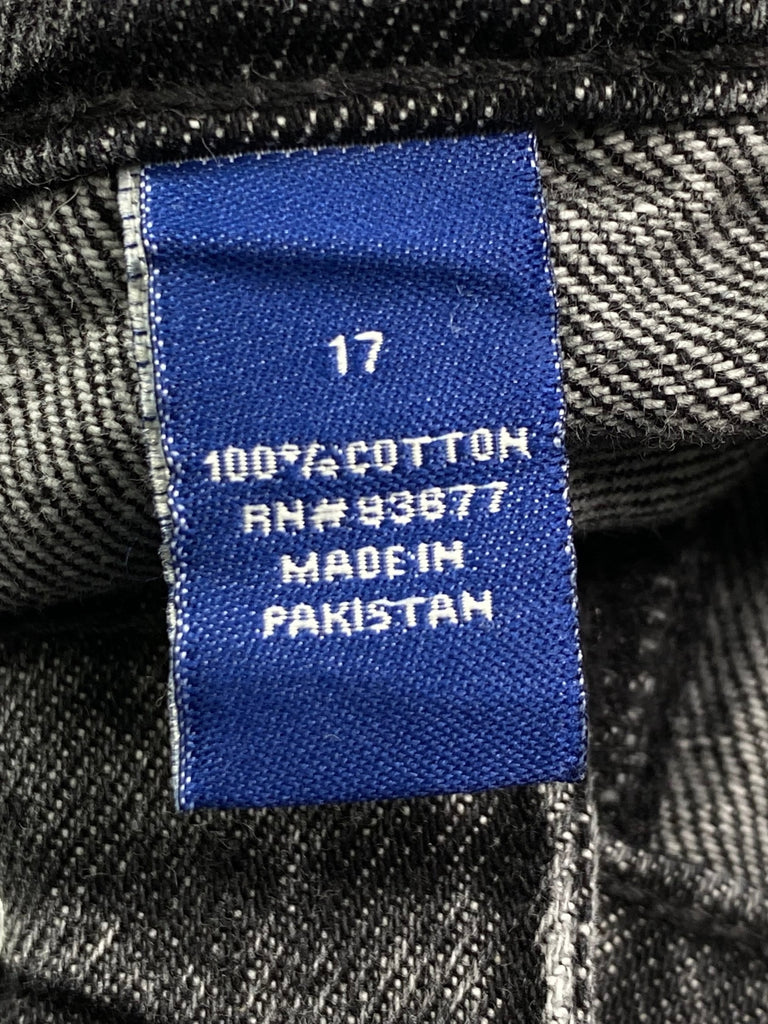 17
100% COTTON
RN# 93677
MADE IN
PAKISTAN